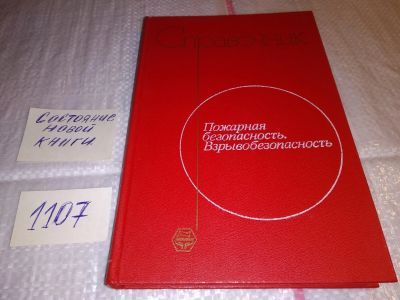 Справочник
Пожарная
безопасность.
Взрывобезопасность
Состояние
новой
книги
1107